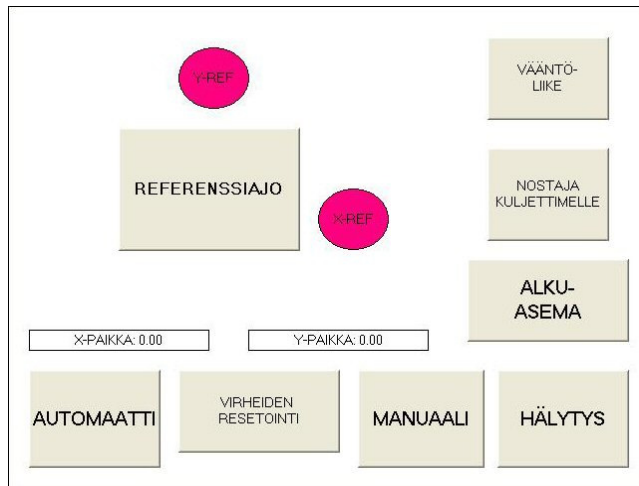 Y-REF
VÄÄNTÖ-
LIIKE
REFERENSSIAJO
NOSTAJA
KULJETTIMELLE
X-REF
ALKU-
ASEMA
X-PAIKKA: 0.00
Y-PAIKKA: 0.00
AUTOMAATTI
VIRHEIDEN
RESETOINTI
MANUAALI
HÄLYTYS